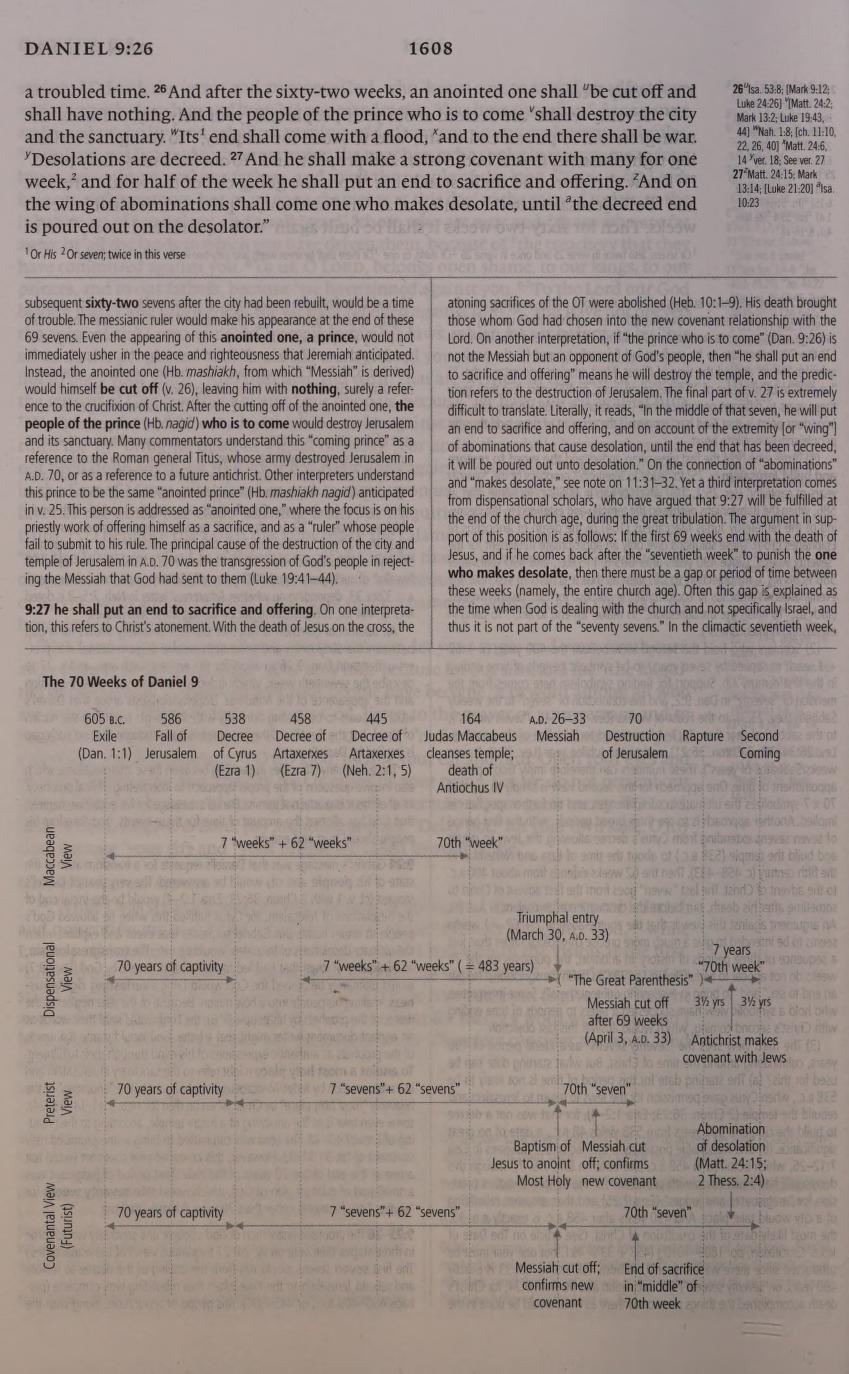 DANIEL 9:26
1608
a troubled time. 26 And after the sixty-two weeks, an anointed one shall u be cut off and
shall have nothing. And the people of the prince who is to come v shall destroy the city
and the sanctuary. w Its 1 end shall come with a flood, x and to the end there shall be war.
y Desolations are decreed. 27 And he shall make a strong covenant with many for one
week, 2 and for half of the week he shall put an end to sacrifice and offering. z And on
the wing of abominations shall come one who makes desolate, until a the decreed end
is poured out on the desolator.”
1 Or His 2 Or seven; twice in this verse
26 u Isa. 53:8; [Mark 9:12;
Luke 24:26] v [Matt. 24:2;
Mark 13:2; Luke 19:43,
44] w Nah. 1:8; [ch. 11:10,
22, 26, 40] x Matt. 24:6,
14 y ver. 18; See ver. 27
27 z Matt. 24:15; Mark
13:14; [Luke 21:20] a Isa.
10:23
subsequent sixty-two sevens after the city had been rebuilt, would be a time
of trouble. The messianic ruler would make his appearance at the end of these
69 sevens. Even the appearing of this anointed one, a prince, would not
immediately usher in the peace and righteousness that Jeremiah anticipated.
Instead, the anointed one (Hb. mashiakh, from which “Messiah” is derived)
would himself be cut off (v. 26), leaving him with nothing, surely a refer-
ence to the crucifixion of Christ. After the cutting off of the anointed one, the
people of the prince (Hb. nagid) who is to come would destroy Jerusalem
and its sanctuary. Many commentators understand this “coming prince” as a
reference to the Roman general Titus, whose army destroyed Jerusalem in
A.D. 70, or as a reference to a future antichrist. Other interpreters understand
this prince to be the same “anointed prince” (Hb. mashiakh nagid) anticipated
in v. 25. This person is addressed as “anointed one,” where the focus is on his
priestly work of offering himself as a sacrifice, and as a “ruler” whose people
fail to submit to his rule. The principal cause of the destruction of the city and
temple of Jerusalem in A.D. 70 was the transgression of God’s people in reject-
ing the Messiah that God had sent to them (Luke 19:41–44).
9:27 he shall put an end to sacrifice and offering. On one interpreta-
tion, this refers to Christ’s atonement. With the death of Jesus on the cross, the
atoning sacrifices of the OT were abolished (Heb. 10:1–9). His death brought
those whom God had chosen into the new covenant relationship with the
Lord. On another interpretation, if “the prince who is to come” (Dan. 9:26) is
not the Messiah but an opponent of God’s people, then “he shall put an end
to sacrifice and offering” means he will destroy the temple, and the predic-
tion refers to the destruction of Jerusalem. The final part of v. 27 is extremely
difficult to translate. Literally, it reads, “In the middle of that seven, he will put
an end to sacrifice and offering, and on account of the extremity [or “wing”]
of abominations that cause desolation, until the end that has been decreed,
it will be poured out unto desolation.” On the connection of “abominations”
and “makes desolate,” see note on 11:31–32. Yet a third interpretation comes
from dispensational scholars, who have argued that 9:27 will be fulfilled at
the end of the church age, during the great tribulation. The argument in sup-
port of this position is as follows: If the first 69 weeks end with the death of
Jesus, and if he comes back after the “seventieth week” to punish the one
who makes desolate, then there must be a gap or period of time between
these weeks (namely, the entire church age). Often this gap is explained as
the time when God is dealing with the church and not specifically Israel, and
thus it is not part of the “seventy sevens.” In the climactic seventieth week,
The 70 Weeks of Daniel 9
605 B.C. 586 538 458 445 164 A.D. 26–33 70
Exile Fall of Decree Decree of Decree of Judas Maccabeus Messiah Destruction Rapture Second
(Dan. 1:1) Jerusalem of Cyrus Artaxerxes Artaxerxes cleanses temple; of Jerusalem Coming
(Ezra 1) (Ezra 7) (Neh. 2:1, 5) death of
Antiochus IV
Maccabean
View
7 “weeks” + 62 “weeks” 70th “week”
Dispensational
View
Triumphal entry
(March 30, A.D. 33)
7 years
70 years of captivity 7 “weeks” + 62 “weeks” ( = 483 years) “70th week”
( “The Great Parenthesis” )
Messiah cut off 3½ yrs 3½ yrs
after 69 weeks
(April 3, A.D. 33) Antichrist makes
covenant with Jews
Preterist
View
70 years of captivity 7 “sevens”+ 62 “sevens” 70th “seven”
Baptism of Messiah cut
Jesus to anoint off; confirms
Most Holy new covenant
Abomination
of desolation
(Matt. 24:15;
2 Thess. 2:4)
Covenantal View
(Futurist)
70 years of captivity 7 “sevens”+ 62 “sevens” 70th “seven”
Messiah cut off; End of sacrifice
confirms new in “middle” of
covenant 70th week